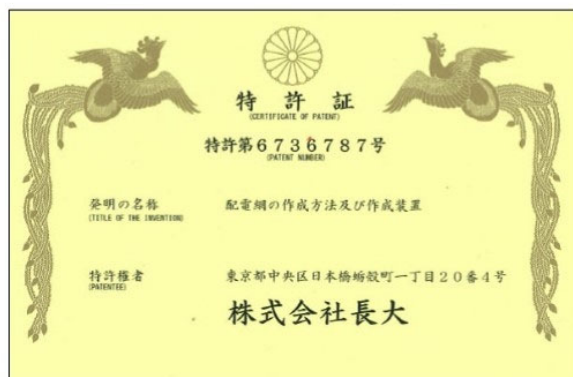 特許証
(CERTIFICATE OF PATENT)
特許第6736787号
(PATENT NUMBER)
発明の名称
(TITLE OF THE INVENTION)
配電網の作成方法及び作成装置
特許権者
(PATENTEE)
東京都中央区日本橋蛎殻町一丁目20番4号
株式会社長大